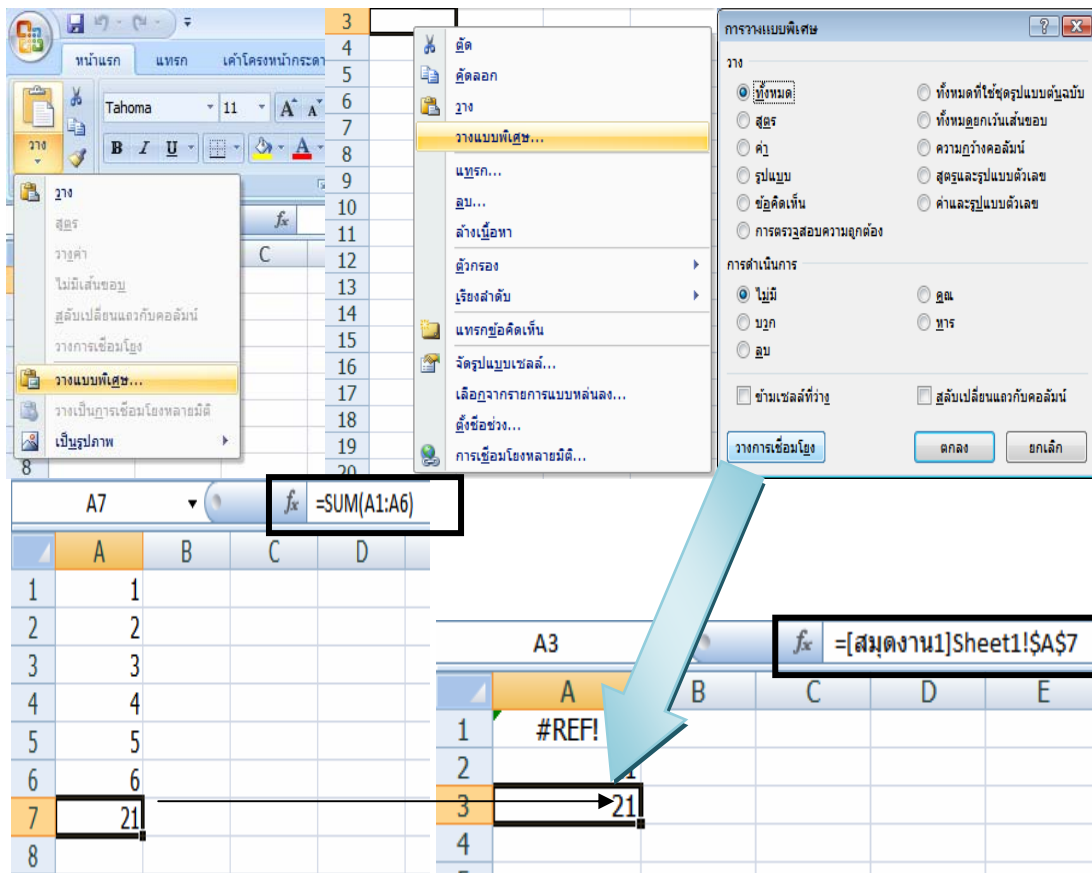 หน้าแรก แทรก เค้าโครงหน้ากระดา
Tahoma 11 A A
วาง
B I U A
วาง
สูตร
วางค่า
ไม่มีเส้นขอบ
สลับเปลี่ยนแถวกับคอลัมน์
วางการเชื่อมโยง
วางแบบพิเศษ...
วางเป็นการเชื่อมโยงหลายมิติ
เป็นรูปภาพ
fx
C
8
3
4
5
6
7
8
9
10
11
12
13
14
15
16
17
18
19
20
ตัด
คัดลอก
วาง
วางแบบพิเศษ...
แทรก...
ลบ...
ล้างเนื้อหา
ตัวกรอง
เรียงลำดับ
แทรกข้อคิดเห็น
จัดรูปแบบเซลล์...
เลือกจากรายการแบบหล่นลง...
ตั้งชื่อช่วง...
การเชื่อมโยงหลายมิติ...
การวางแบบพิเศษ
วาง
ทั้งหมด ทั้งหมดที่ใช้ชุดรูปแบบต้นฉบับ
สูตร ทั้งหมดยกเว้นเส้นขอบ
ค่า ความกว้างคอลัมน์
รูปแบบ สูตรและรูปแบบตัวเลข
ข้อคิดเห็น ค่าและรูปแบบตัวเลข
การตรวจสอบความถูกต้อง
การดำเนินการ
ไม่มี คูณ
บวก หาร
ลบ
ข้ามเซลล์ที่ว่าง สลับเปลี่ยนแถวกับคอลัมน์
วางการเชื่อมโยง ตกลง ยกเลิก
A7 fx =SUM(A1:A6)
A B C D
1 1
2 2
3 3
4 4
5 5
6 6
7 21
8
A3 fx =[สมุดงาน1]Sheet1!$A$7
A B C D E
1 #REF!
2
3 21
4